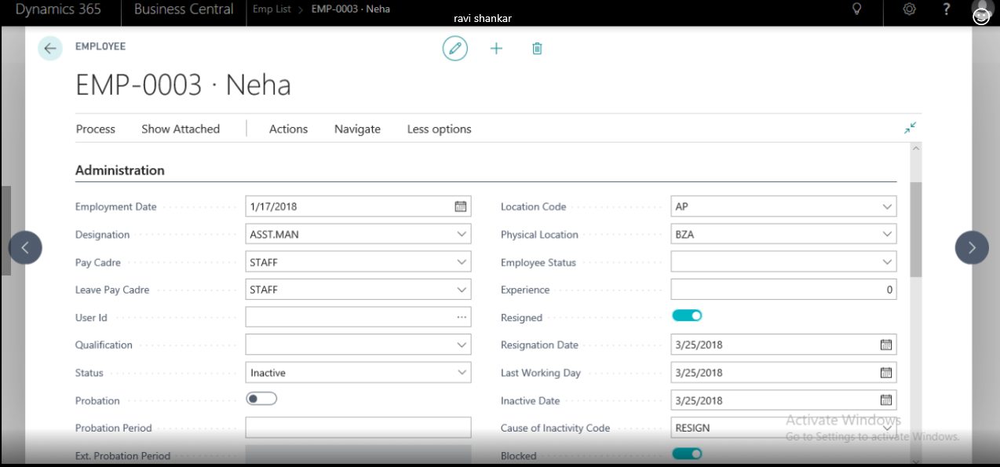 Dynamics 365 Business Central Emp List > EMP-0003 · Neha ?
ravi shankar
EMPLOYEE
EMP-0003 · Neha
Process Show Attached Actions Navigate Less options
Administration
Employment Date 1/17/2018 Location Code AP
Designation ASST.MAN Physical Location BZA
Pay Cadre STAFF Employee Status
Leave Pay Cadre STAFF Experience 0
User Id ... Resigned
Qualification Resignation Date 3/25/2018
Status Inactive Last Working Day 3/25/2018
Probation Inactive Date 3/25/2018
Activate Windows
Probation Period Cause of Inactivity Code RESIGN
Go to Settings to activate Windows.
Ext. Probation Period Blocked